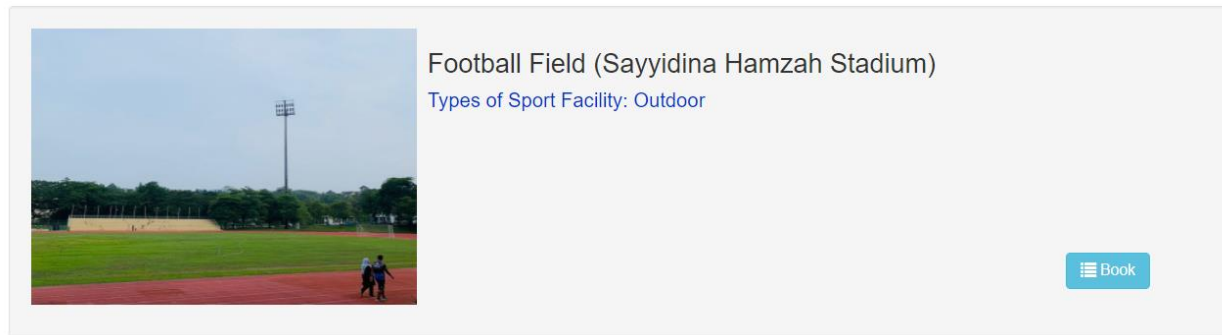 Football Field (Sayyidina Hamzah Stadium)
Types of Sport Facility: Outdoor
Book